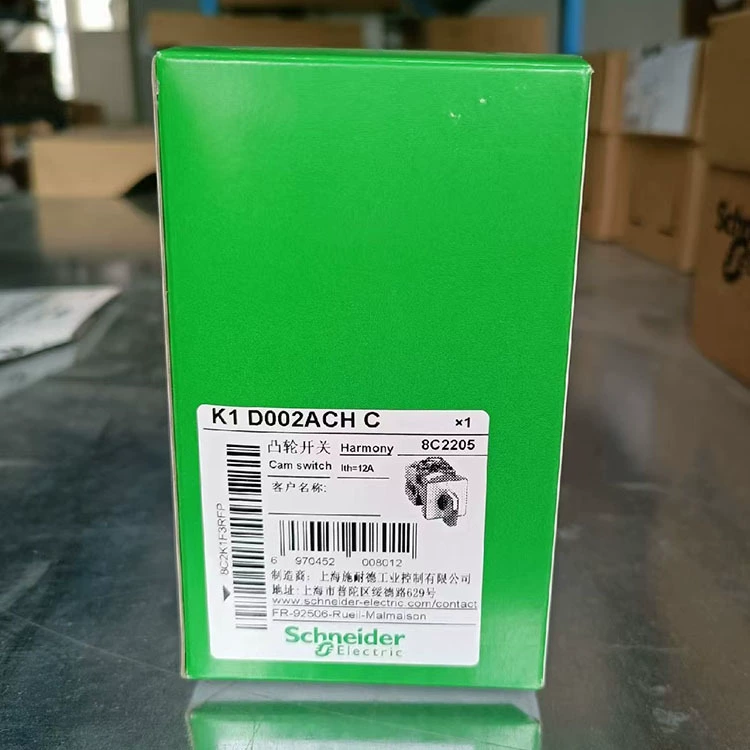 K1 D002ACH C ×1
凸轮开关 Harmony 8C2205
Cam switch Ith=12A
客户名称:
8C2K1F3RFP
6 970452 008012
制造商: 上海施耐德工业控制有限公司
地址: 上海市普陀区绥德路629号
www.schneider-electric.com/contact
FR-92506-Rueil-Malmaison
Schneider
Electric